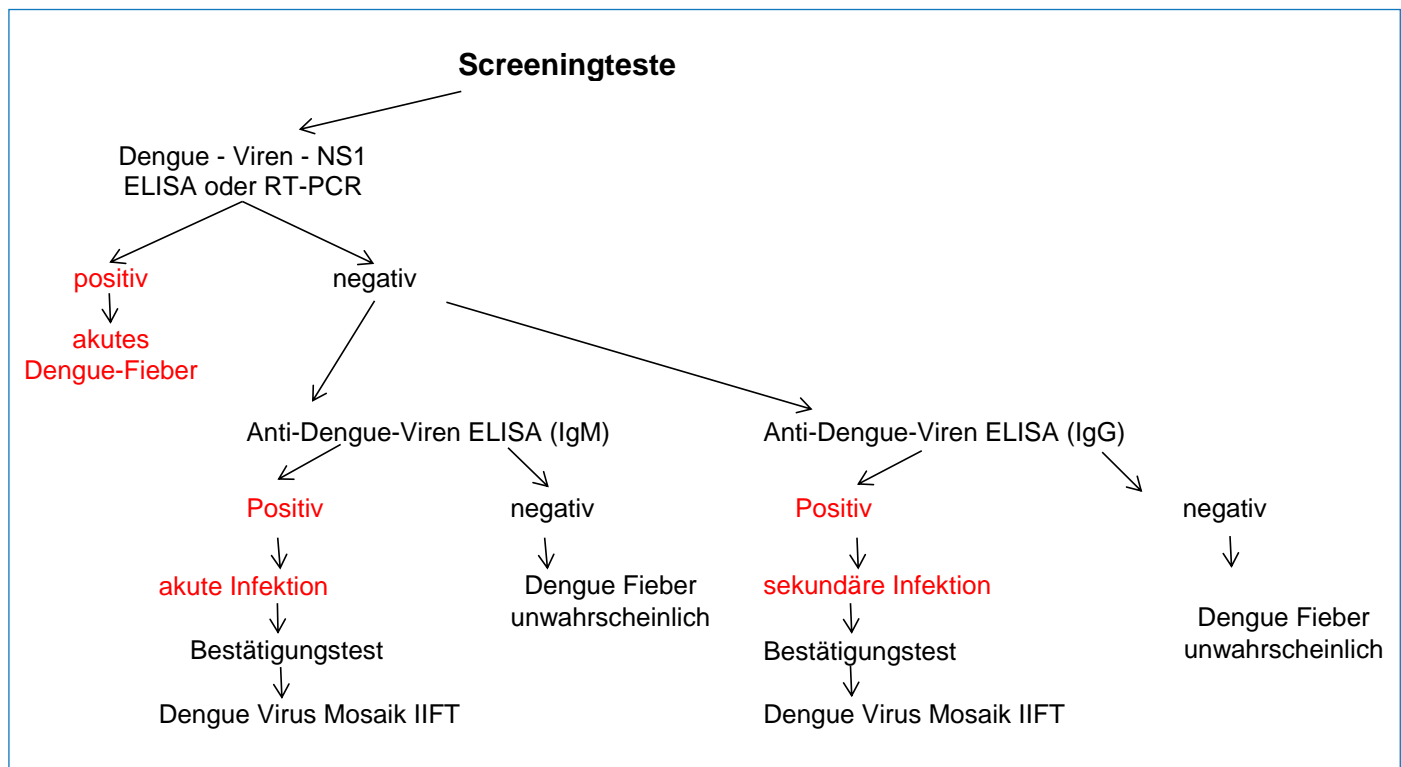 Screeningteste
Dengue - Viren - NS1
ELISA oder RT-PCR
positiv
negativ
akutes
Dengue-Fieber
Anti-Dengue-Viren ELISA (IgM)
Anti-Dengue-Viren ELISA (IgG)
Positiv
negativ
Positiv
negativ
akute Infektion
Dengue Fieber
unwahrscheinlich
sekundäre Infektion
Dengue Fieber
unwahrscheinlich
Bestätigungstest
Bestätigungstest
Dengue Virus Mosaik IIFT
Dengue Virus Mosaik IIFT